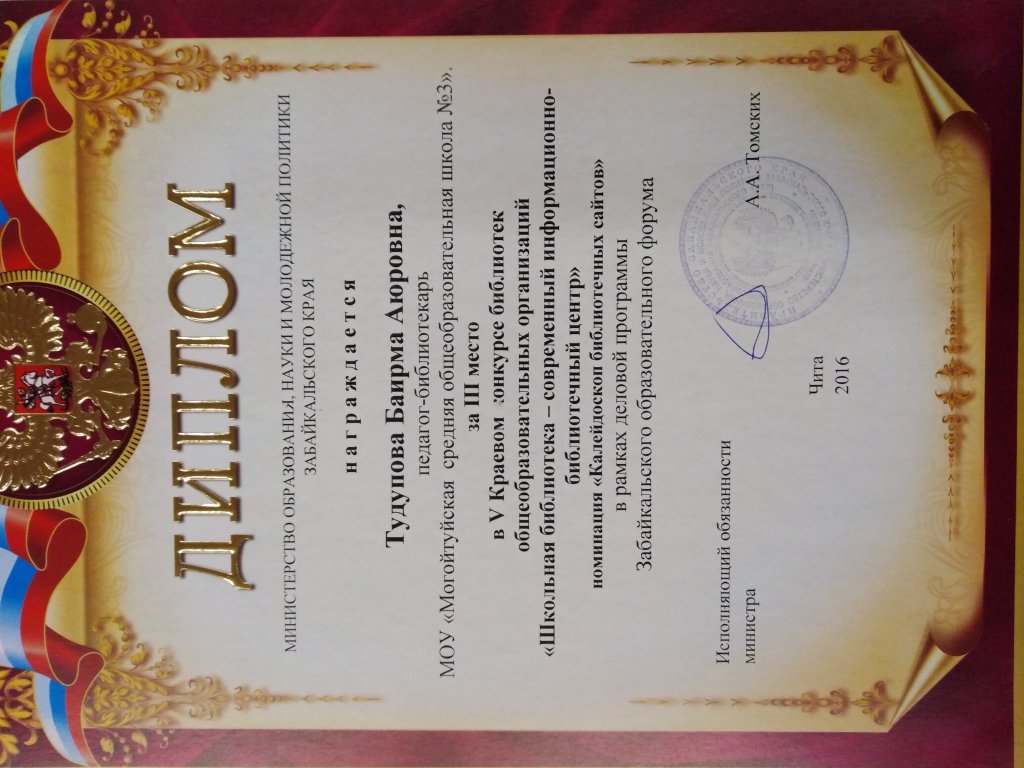 ДИПЛОМ
МИНИСТЕРСТВО ОБРАЗОВАНИЯ, НАУКИ И МОЛОДЕЖНОЙ ПОЛИТИКИ
ЗАБАЙКАЛЬСКОГО КРАЯ
награждается
Тудупова Баирма Аюровна,
педагог-библиотекарь
МОУ «Могойтуйская средняя общеобразовательная школа №3».
за III место
в V Краевом конкурсе библиотек
общеобразовательных организаций
«Школьная библиотека – современный информационно-
библиотечный центр»
номинация «Калейдоскоп библиотечных сайтов»
в рамках деловой программы
Забайкальского образовательного форума
Исполняющий обязанности
министра
А.А. Томских
Чита
2016